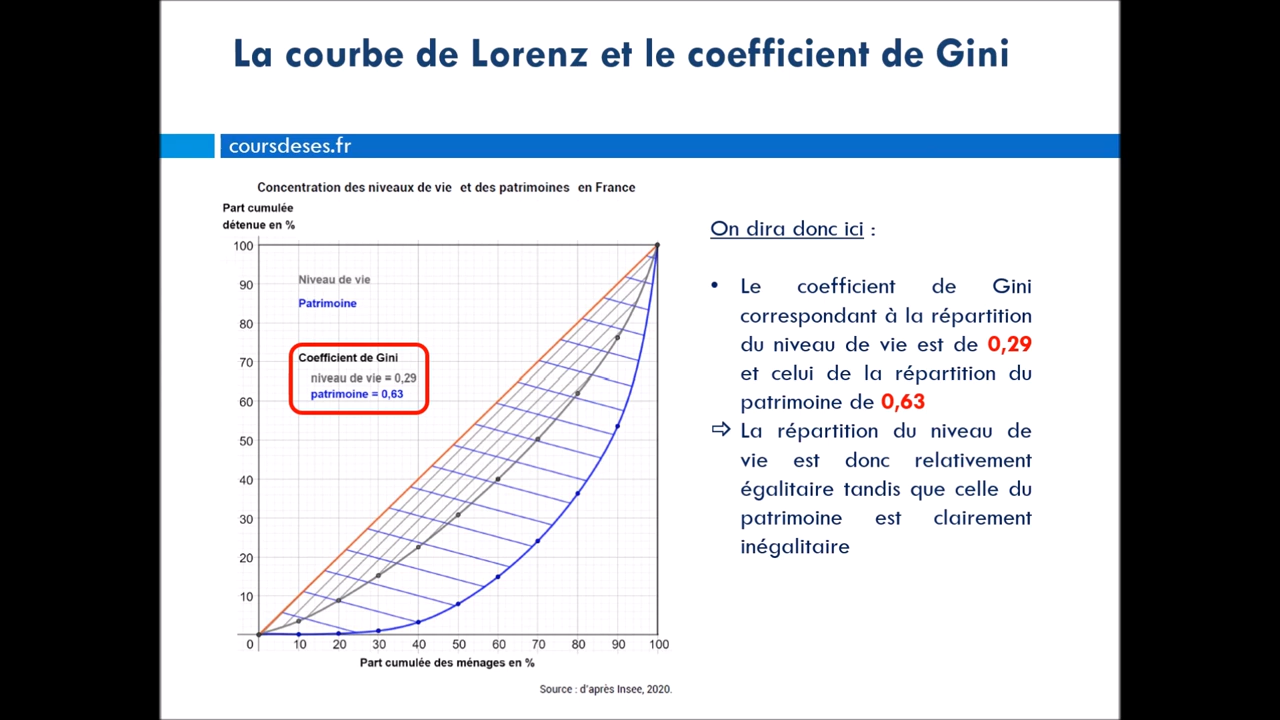 La courbe de Lorenz et le coefficient de Gini
coursdeses.fr
Concentration des niveaux de vie et des patrimoines en France
Part cumulée
détenue en %
100
90
80
70
60
50
40
30
20
10
Niveau de vie
Patrimoine
Coefficient de Gini
niveau de vie = 0,29
patrimoine = 0,63
0 10 20 30 40 50 60 70 80 90 100
Part cumulée des ménages en %
Source : d'après Insee, 2020.
On dira donc ici :
• Le coefficient de Gini
correspondant à la répartition
du niveau de vie est de 0,29
et celui de la répartition du
patrimoine de 0,63
⇨ La répartition du niveau de
vie est donc relativement
égalitaire tandis que celle du
patrimoine est clairement
inégalitaire